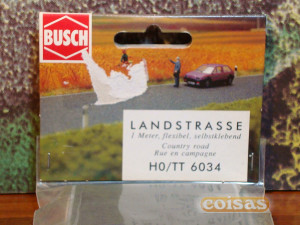 BUSCH
LANDSTRASSE
1 Meter, flexibel, selbstklebend
Country road
Rue en campagne
H0/TT 6034
coisas